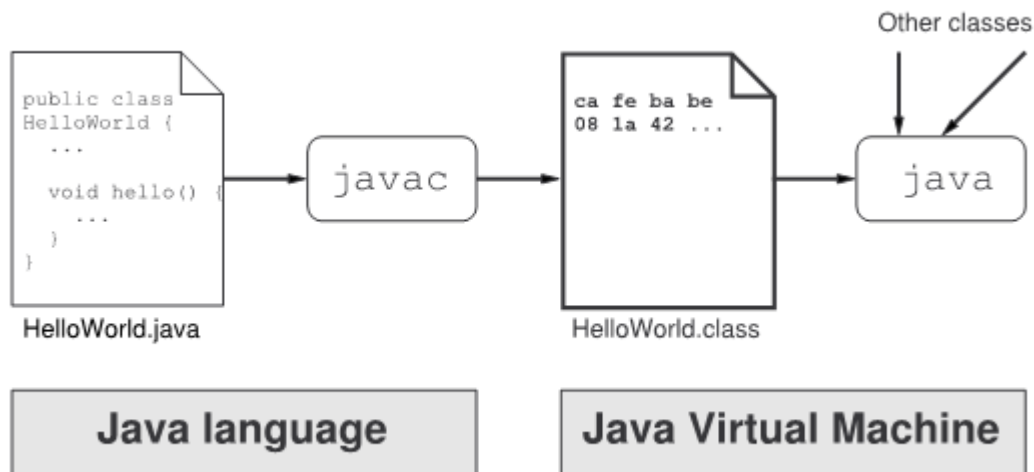 Other classes
public class
HelloWorld {
...
void hello() {
...
}
}
javac
ca fe ba be
08 1a 42 ...
java
HelloWorld.java
HelloWorld.class
Java language
Java Virtual Machine